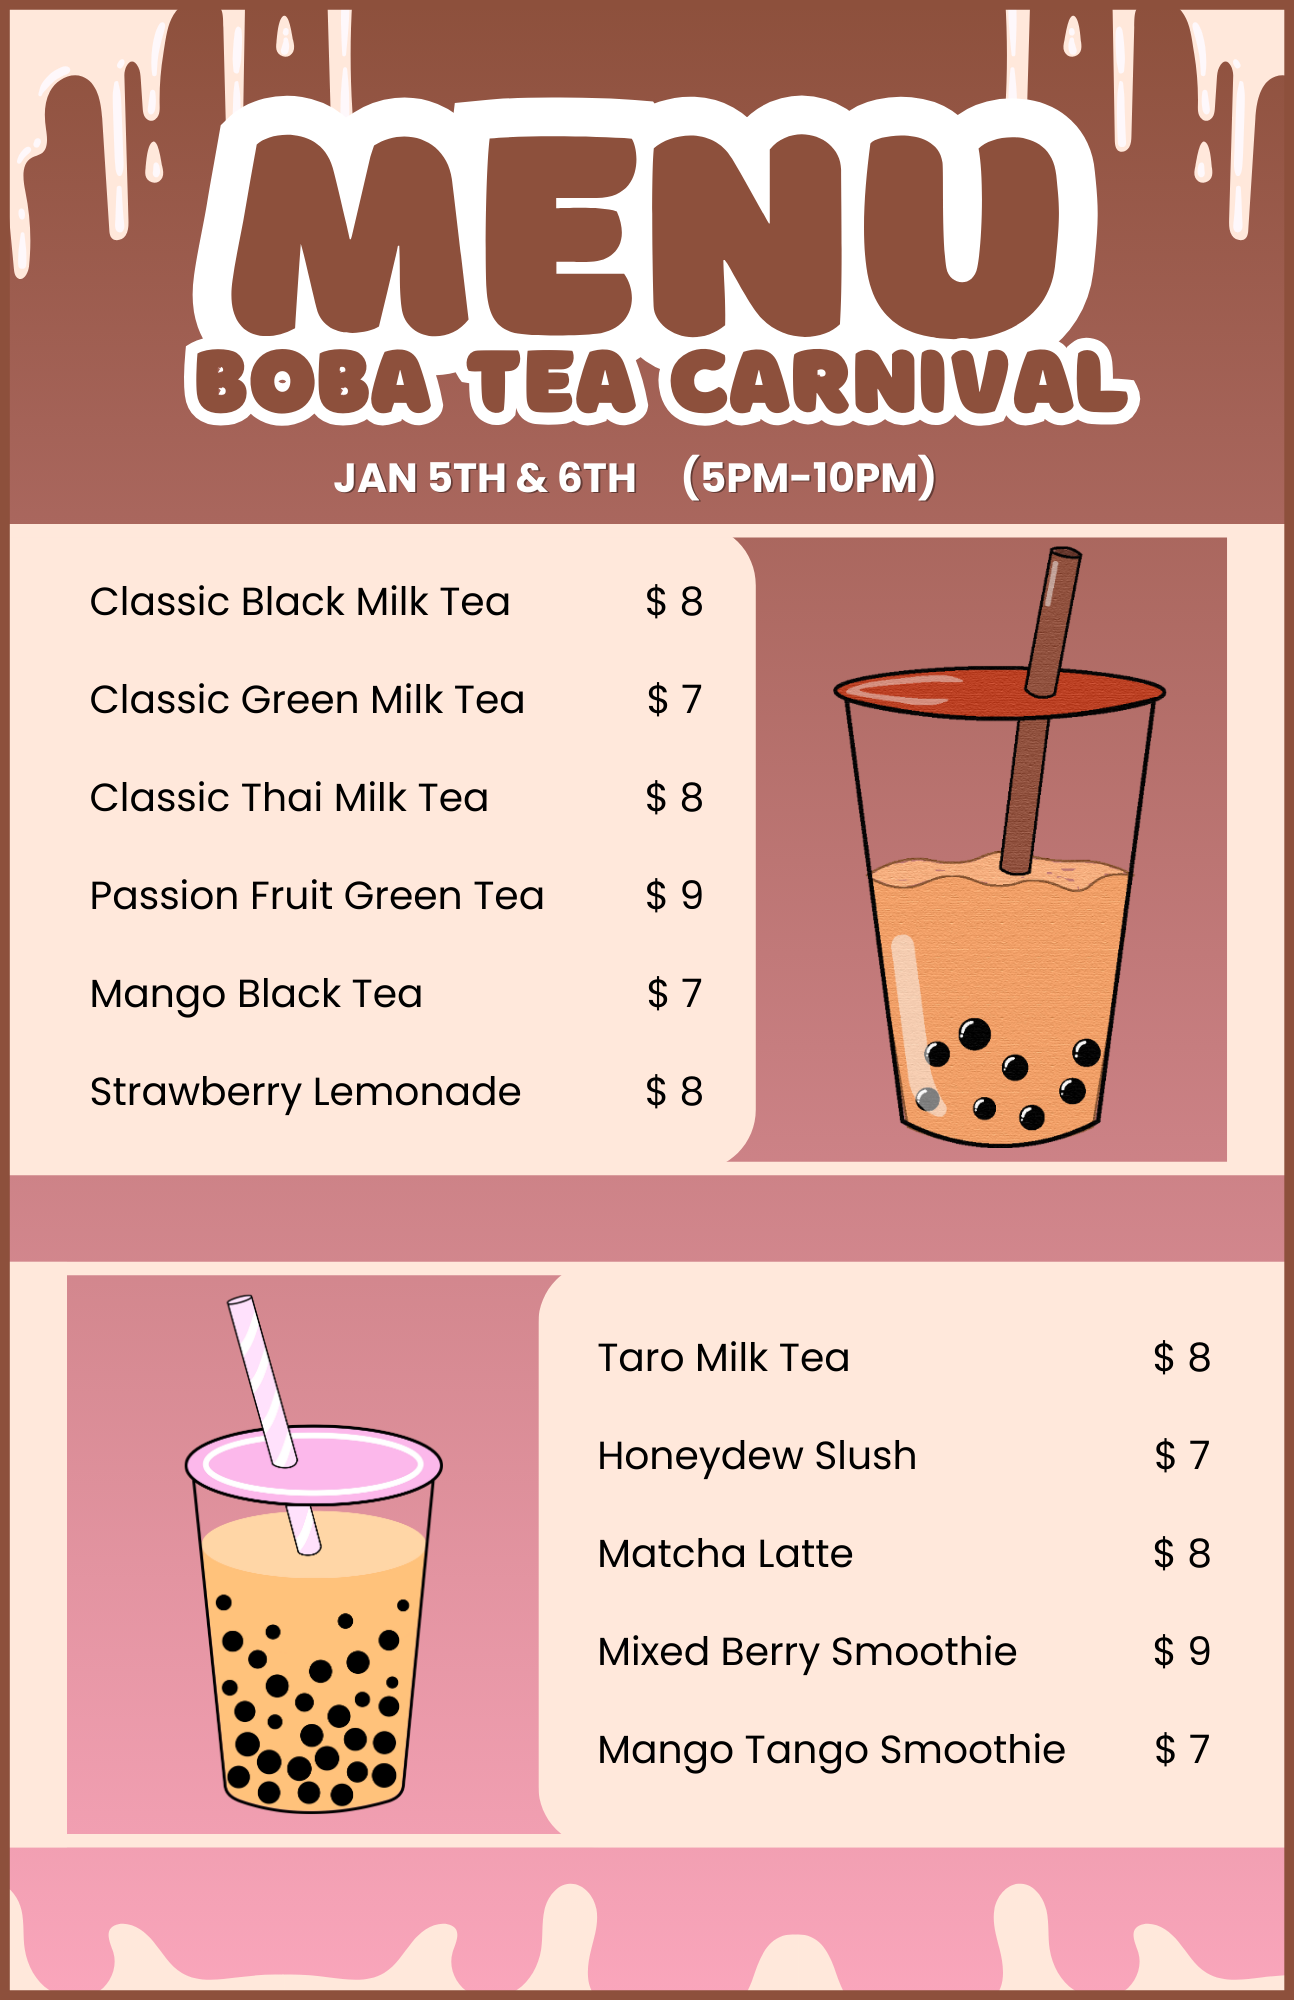 MENU
BOBA TEA CARNIVAL
JAN 5TH & 6TH (5PM-10PM)
Classic Black Milk Tea $ 8
Classic Green Milk Tea $ 7
Classic Thai Milk Tea $ 8
Passion Fruit Green Tea $ 9
Mango Black Tea $ 7
Strawberry Lemonade $ 8
Taro Milk Tea $ 8
Honeydew Slush $ 7
Matcha Latte $ 8
Mixed Berry Smoothie $ 9
Mango Tango Smoothie $ 7